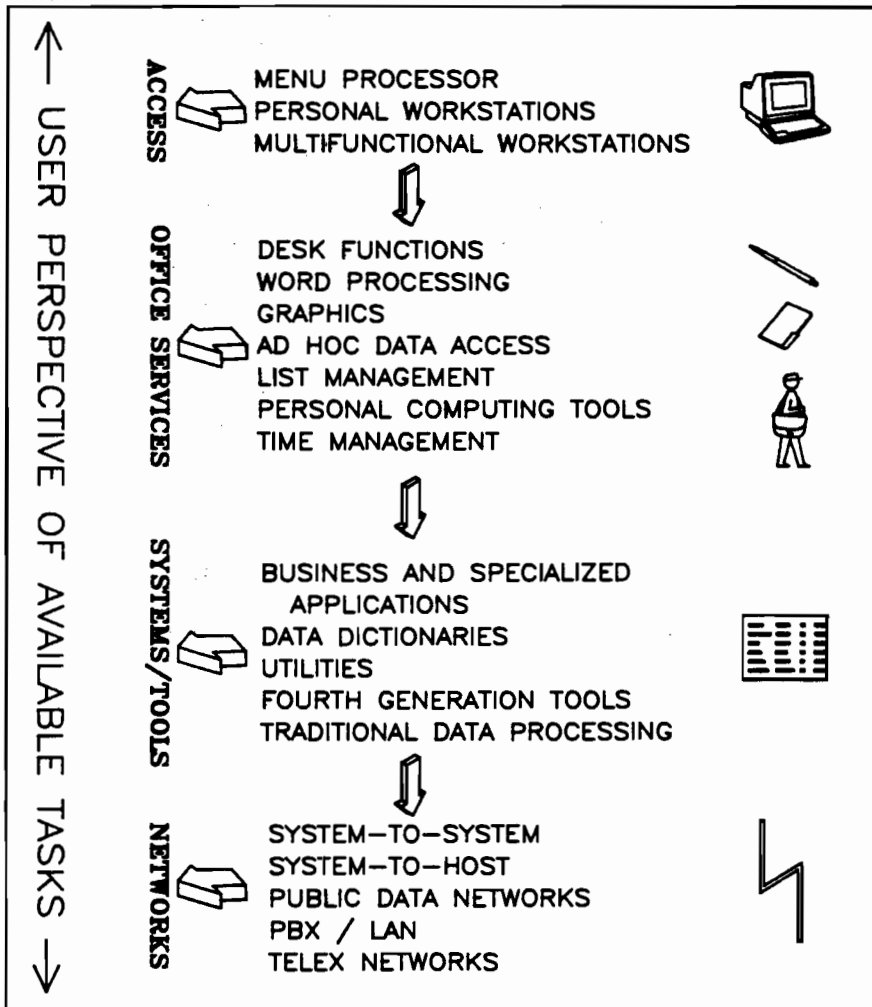 USER PERSPECTIVE OF AVAILABLE TASKS
ACCESS
MENU PROCESSOR
PERSONAL WORKSTATIONS
MULTIFUNCTIONAL WORKSTATIONS
OFFICE SERVICES
DESK FUNCTIONS
WORD PROCESSING
GRAPHICS
AD HOC DATA ACCESS
LIST MANAGEMENT
PERSONAL COMPUTING TOOLS
TIME MANAGEMENT
SYSTEMS/TOOLS
BUSINESS AND SPECIALIZED
APPLICATIONS
DATA DICTIONARIES
UTILITIES
FOURTH GENERATION TOOLS
TRADITIONAL DATA PROCESSING
NETWORKS
SYSTEM-TO-SYSTEM
SYSTEM-TO-HOST
PUBLIC DATA NETWORKS
PBX / LAN
TELEX NETWORKS